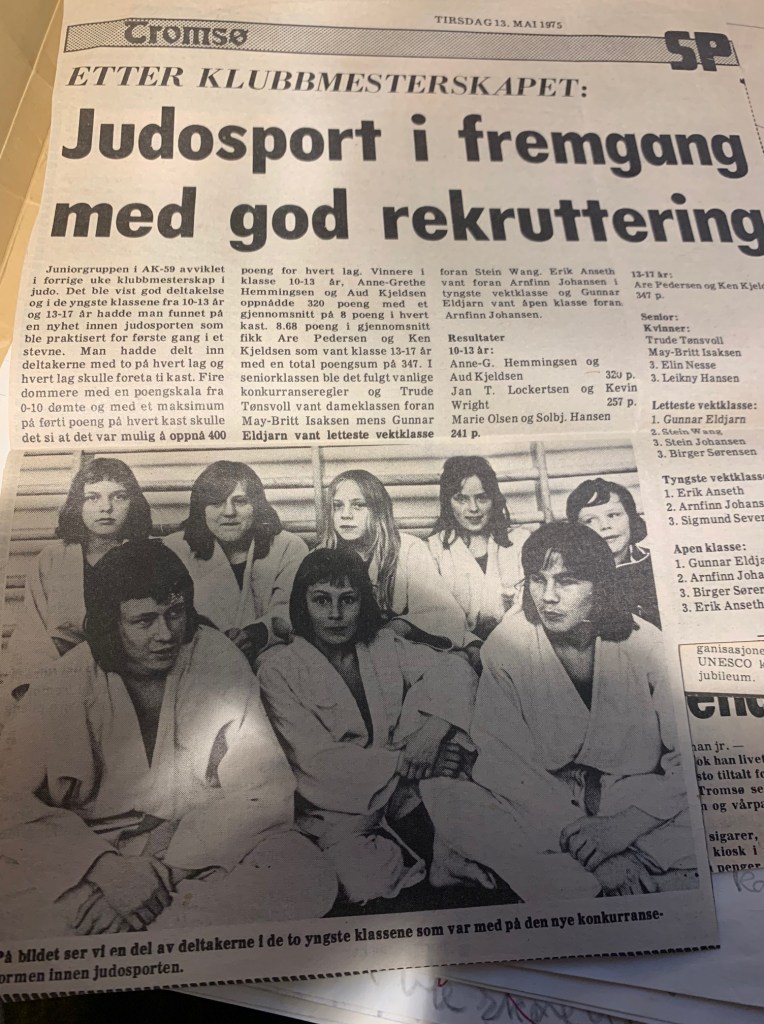 TIRSDAG 13. MAI 1975
Tromsø
SP
ETTER KLUBBMESTERSKAPET:
Judosport i fremgang
med god rekruttering
Juniorgruppen i AK-59 avviklet
i forrige uke klubbmesterskap i
judo. Det ble vist god deltakelse
og i de yngste klassene fra 10-13 år
og 13-17 år hadde man funnet på
en nyhet innen judosporten som
ble praktisert for første gang i et
stevne. Man hadde delt inn
deltakerne med to på hvert lag og
hvert lag skulle foreta ti kast. Fire
dommere med en poengskala fra
0-10 dømte og med et maksimum
på førti poeng på hvert kast skulle
det si at det var mulig å oppnå 400
poeng for hvert lag. Vinnere i
klasse 10-13 år, Anne-Grethe
Hemmingsen og Aud Kjeldsen
oppnådde 320 poeng med et
gjennomsnitt på 8 poeng i hvert
kast. 8.68 poeng i gjennomsnitt
fikk Are Pedersen og Ken
Kjeldsen som vant klasse 13-17 år
med en total poengsum på 347. I
seniorklassen ble det fulgt vanlige
konkurranseregler og Trude
Tønsvoll vant dameklassen foran
May-Britt Isaksen mens Gunnar
Eldjarn vant letteste vektklasse
foran Stein Wang. Erik Anseth
vant foran Arnfinn Johansen i
tyngste vektklasse og Gunnar
Eldjarn vant åpen klasse foran
Arnfinn Johansen.
Resultater
10-13 år:
Anne-G. Hemmingsen og
Aud Kjeldsen 320 p.
Jan T. Lockertsen og Kevin
Wright 257 p.
Marie Olsen og Solbj. Hansen
241 p.
13-17 år:
Are Pedersen og Ken Kjel
347 p.
Senior:
Kvinner:
Trude Tønsvoll
May-Britt Isaksen
3. Elin Nesse
3. Leikny Hansen
Letteste vektklasse:
1. Gunnar Eldjarn
2. Stein Wang
3. Stein Johansen
3. Birger Sørensen
Tyngste vektklasse
1. Erik Anseth
2. Arnfinn Johans
3. Sigmund Sever
Åpen klasse:
1. Gunnar Eldja
2. Arnfinn Joha
3. Birger Søre
3. Erik Anseth
ganisasjone
UNESCO k
jubileum.
han jr. —
ok han livet
sto tiltalt fo
Tromsø se
n og vårpa
sigarer,
kiosk i
penger
På bildet ser vi en del av deltakerne i de to yngste klassene som var med på den nye konkurranse-
ormen innen judosporten.